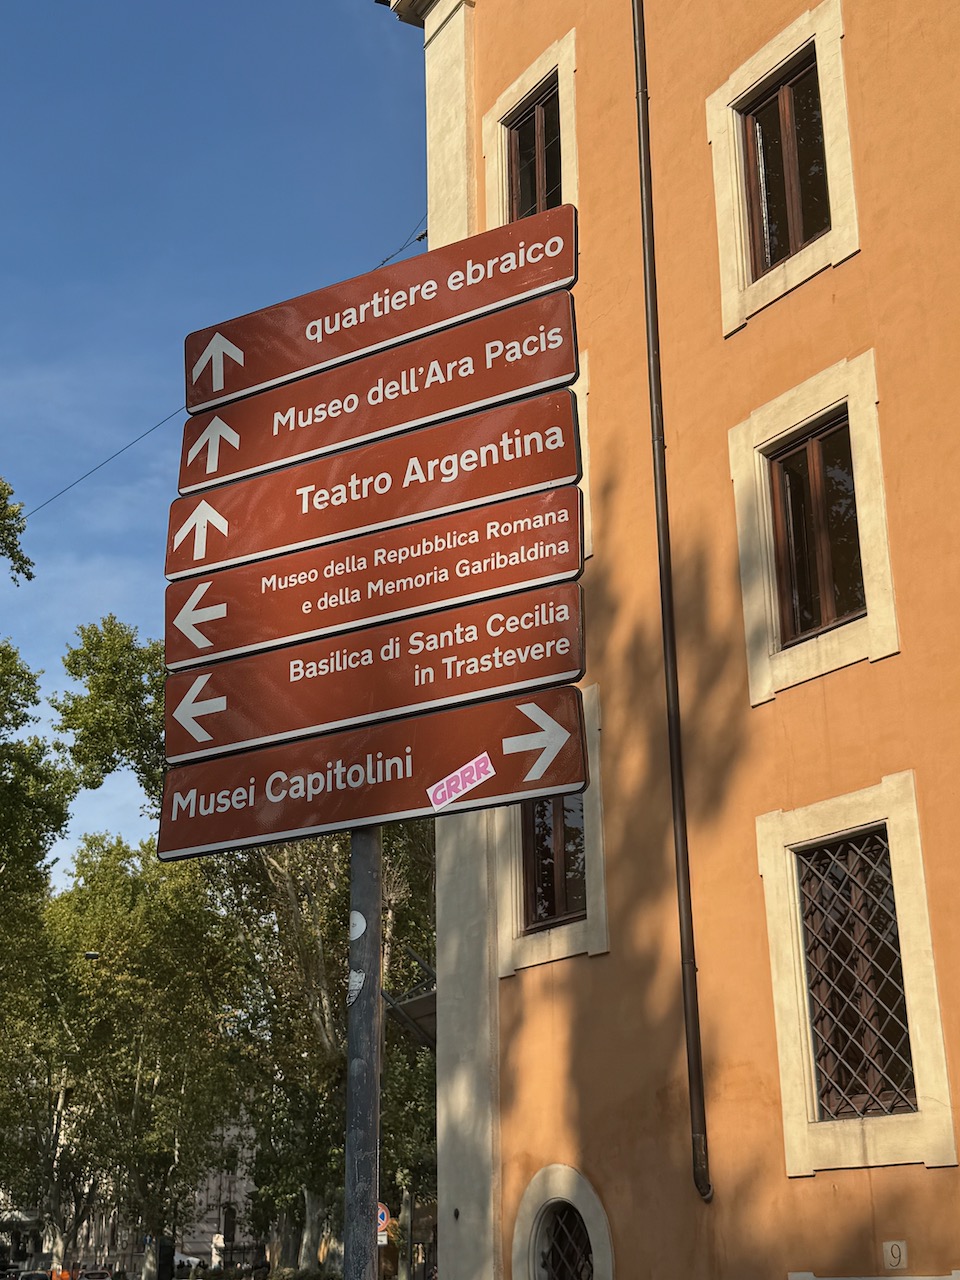 quartiere ebraico
Museo dell'Ara Pacis
Teatro Argentina
Museo della Repubblica Romana
e della Memoria Garibaldina
Basilica di Santa Cecilia
in Trastevere
Musei Capitolini
GRRR
9